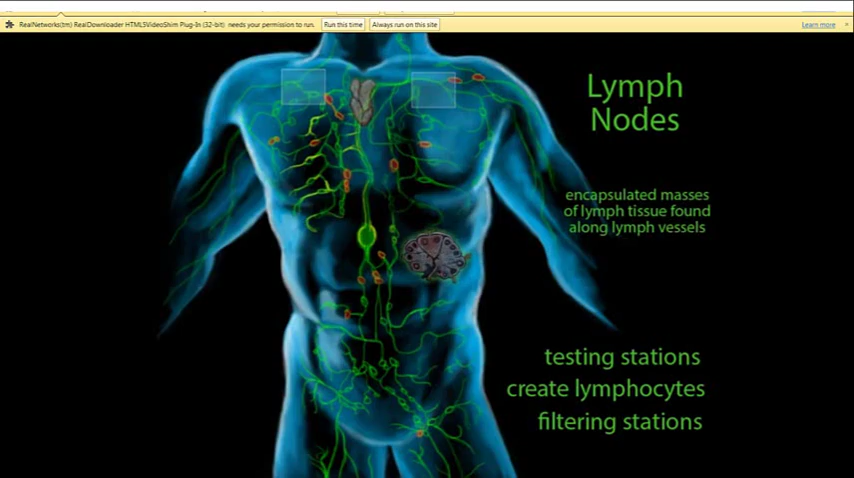 RealNetworks(tm) RealDownloader HTML5VideoShim Plug-In (32-bit) needs your permission to run. Run this time Always run on this site Learn more ×
Lymph
Nodes
encapsulated masses
of lymph tissue found
along lymph vessels
testing stations
create lymphocytes
filtering stations